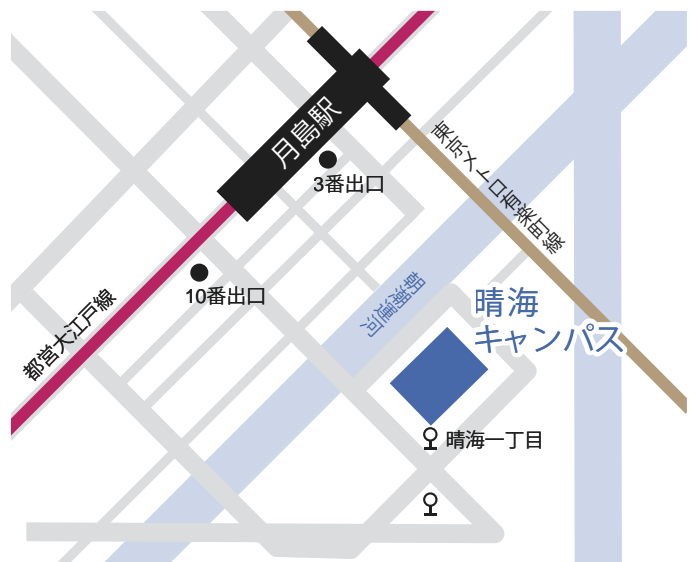 月島駅
3番出口
東京メトロ有楽町線
10番出口
都営大江戸線
朝潮運河
晴海
キャンパス
晴海一丁目